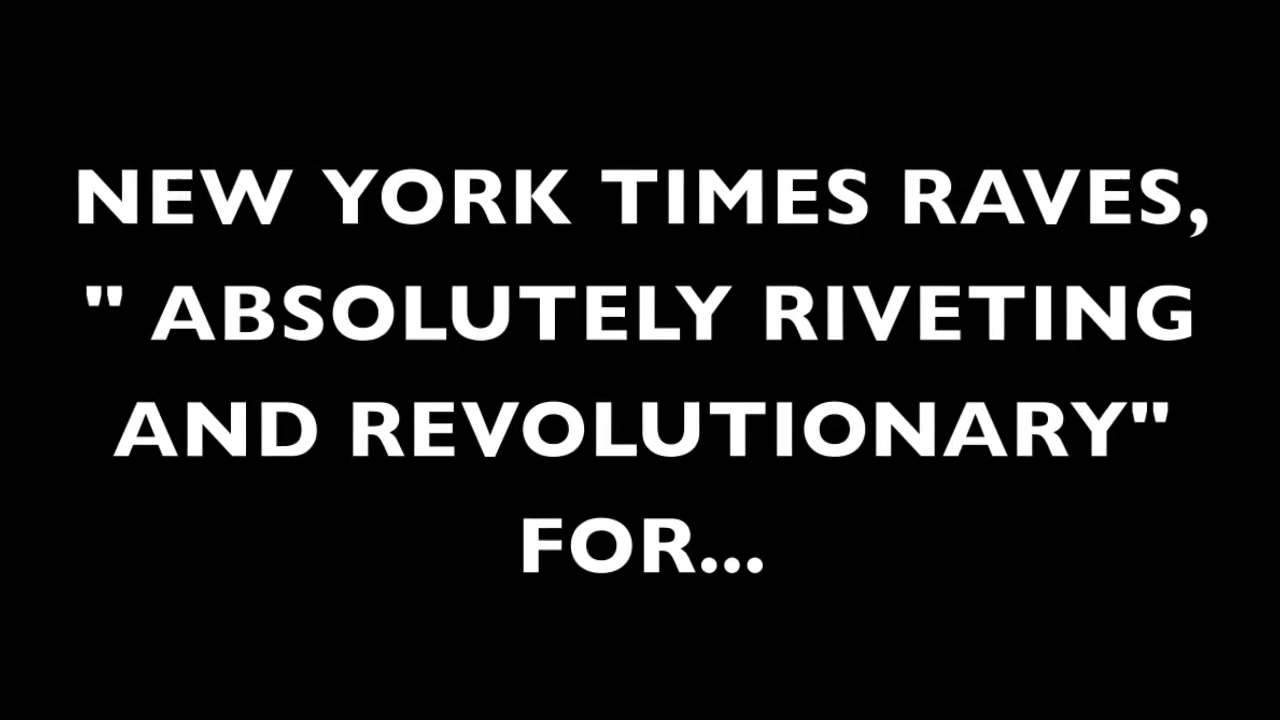 NEW YORK TIMES RAVES,
" ABSOLUTELY RIVETING
AND REVOLUTIONARY"
FOR...